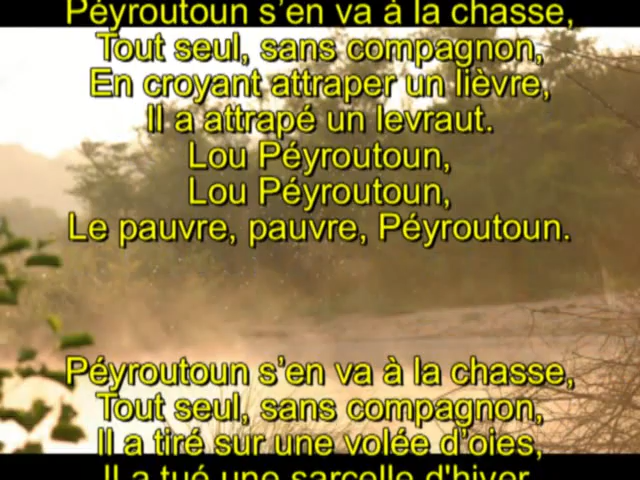 Péyroutoun s'en va à la chasse,
Tout seul, sans compagnon,
En croyant attraper un lièvre,
Il a attrapé un levraut.
Lou Péyroutoun,
Lou Péyroutoun,
Le pauvre, pauvre, Péyroutoun.
Péyroutoun s'en va à la chasse,
Tout seul, sans compagnon,
Il a tiré sur une volée d'oies,
Il a tué une sarcelle d'hiver